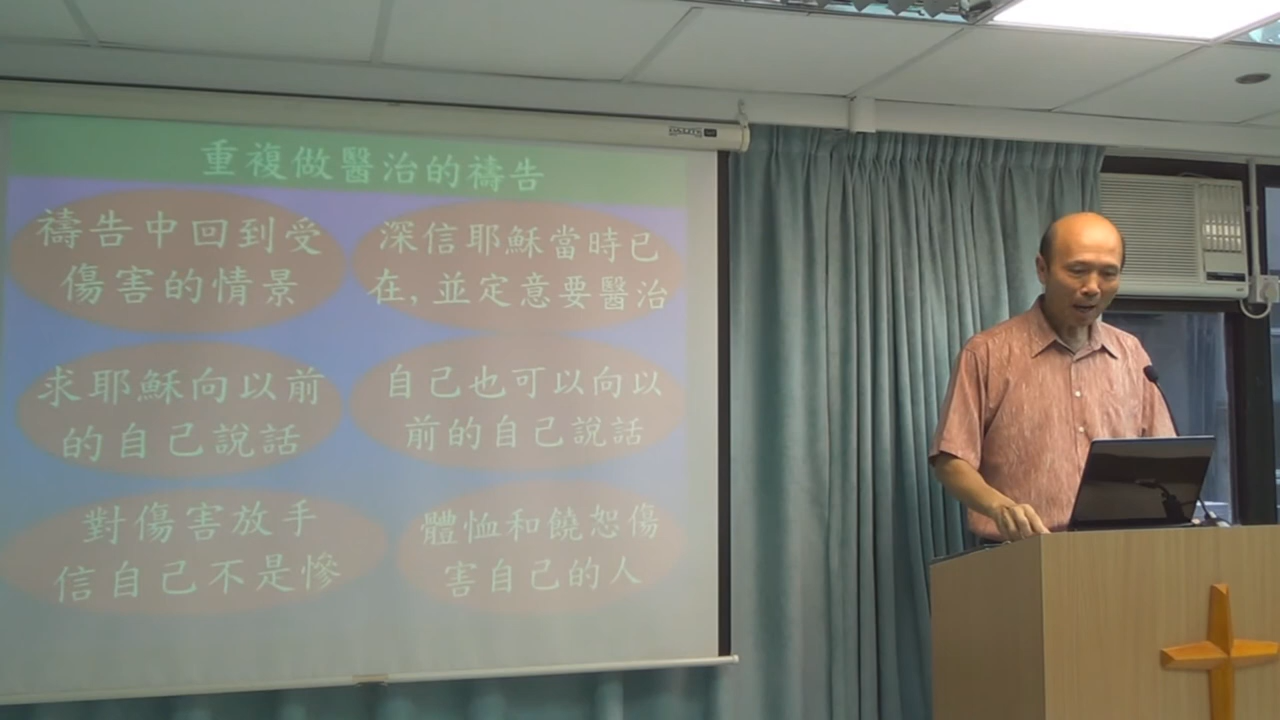 重複做醫治的禱告
禱告中回到受
傷害的情景
深信耶穌當時已
在,並定意要醫治
求耶穌向以前
的自己說話
自己也可以向以
前的自己說話
對傷害放手
信自己不是慘
體恤和饒恕傷
害自己的人
DALITE